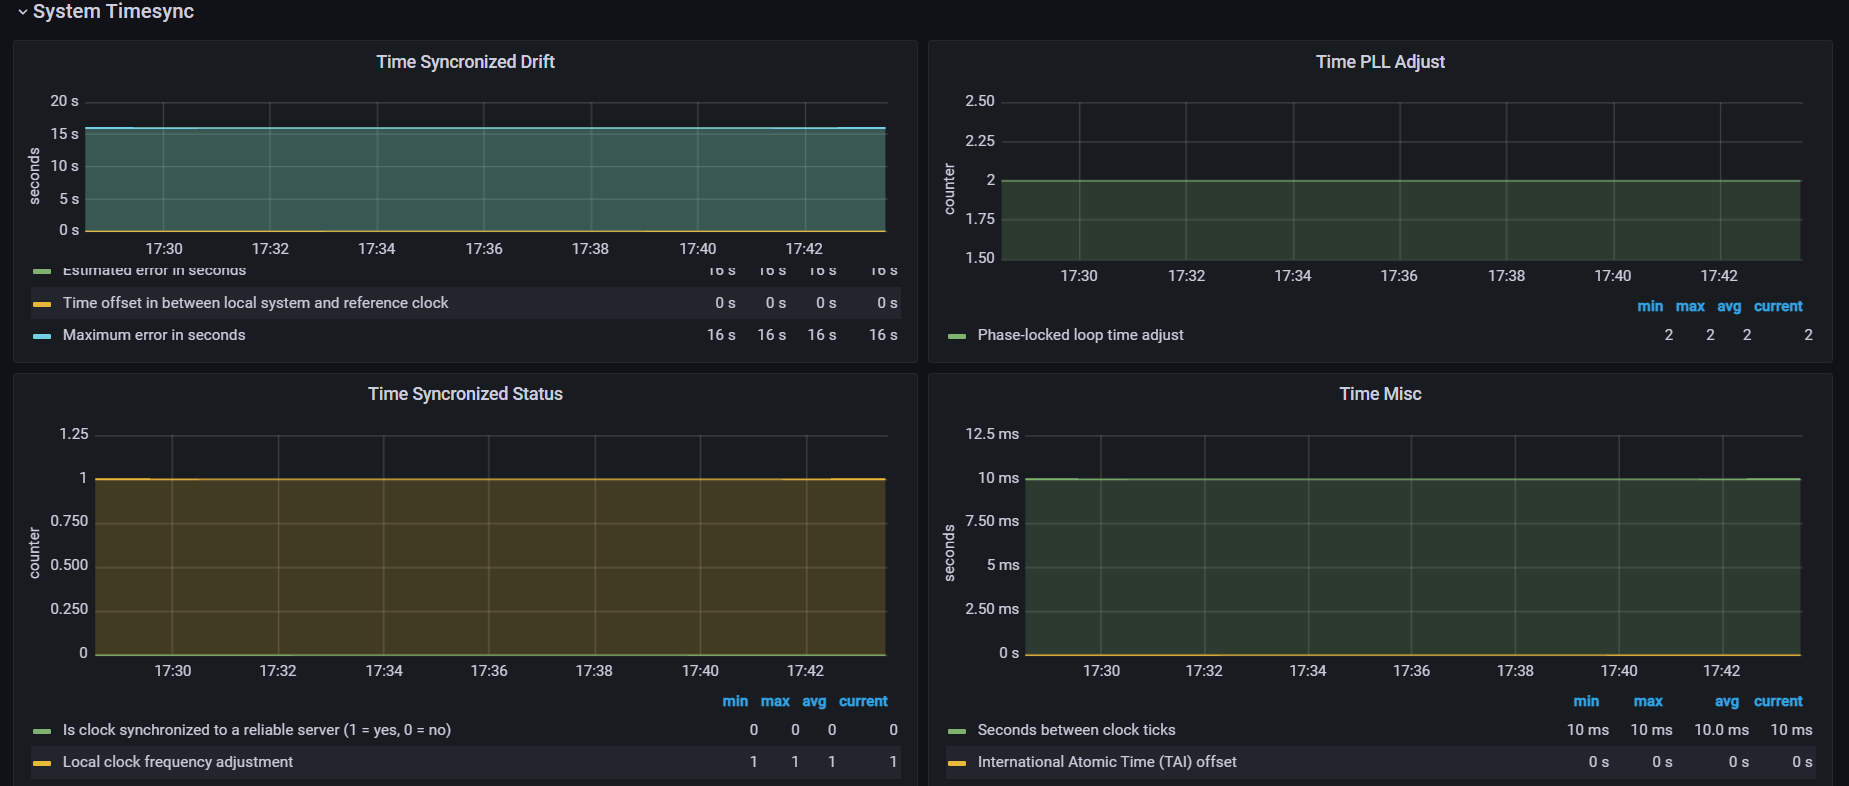 System Timesync
Time Syncronized Drift
20 s
15 s
10 s
5 s
0 s
seconds
17:30 17:32 17:34 17:36 17:38 17:40 17:42
Estimated error in seconds 16 s 16 s 16 s 16 s
Time offset in between local system and reference clock 0 s 0 s 0 s 0 s
Maximum error in seconds 16 s 16 s 16 s 16 s
Time PLL Adjust
2.50
2.25
2
1.75
1.50
counter
17:30 17:32 17:34 17:36 17:38 17:40 17:42
min max avg current
Phase-locked loop time adjust 2 2 2 2
Time Syncronized Status
1.25
1
0.750
0.500
0.250
0
counter
17:30 17:32 17:34 17:36 17:38 17:40 17:42
min max avg current
Is clock synchronized to a reliable server (1 = yes, 0 = no) 0 0 0 0
Local clock frequency adjustment 1 1 1 1
Time Misc
12.5 ms
10 ms
7.50 ms
5 ms
2.50 ms
0 s
seconds
17:30 17:32 17:34 17:36 17:38 17:40 17:42
min max avg current
Seconds between clock ticks 10 ms 10 ms 10.0 ms 10 ms
International Atomic Time (TAI) offset 0 s 0 s 0 s 0 s